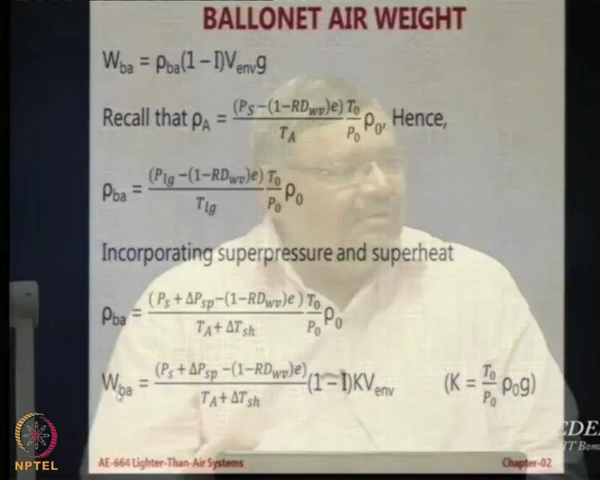 BALLONET AIR WEIGHT
W_ba = ρ_ba(1 – I)V_env g
Recall that ρ_A = (P_S −(1−RD_wv)e)/T_A T_0/P_0 ρ_0, Hence,
ρ_ba = (P_lg −(1−RD_wv)e)/T_lg T_0/P_0 ρ_0
Incorporating superpressure and superheat
ρ_ba = (P_s + ΔP_sp −(1−RD_wv)e)/(T_A + ΔT_sh) T_0/P_0 ρ_0
W_ba = (P_s + ΔP_sp −(1−RD_wv)e)/(T_A + ΔT_sh) (1 – I)KV_env (K = T_0/P_0 ρ_0 g)
NPTEL
AE-664 Lighter-Than-Air Systems
Chapter-02